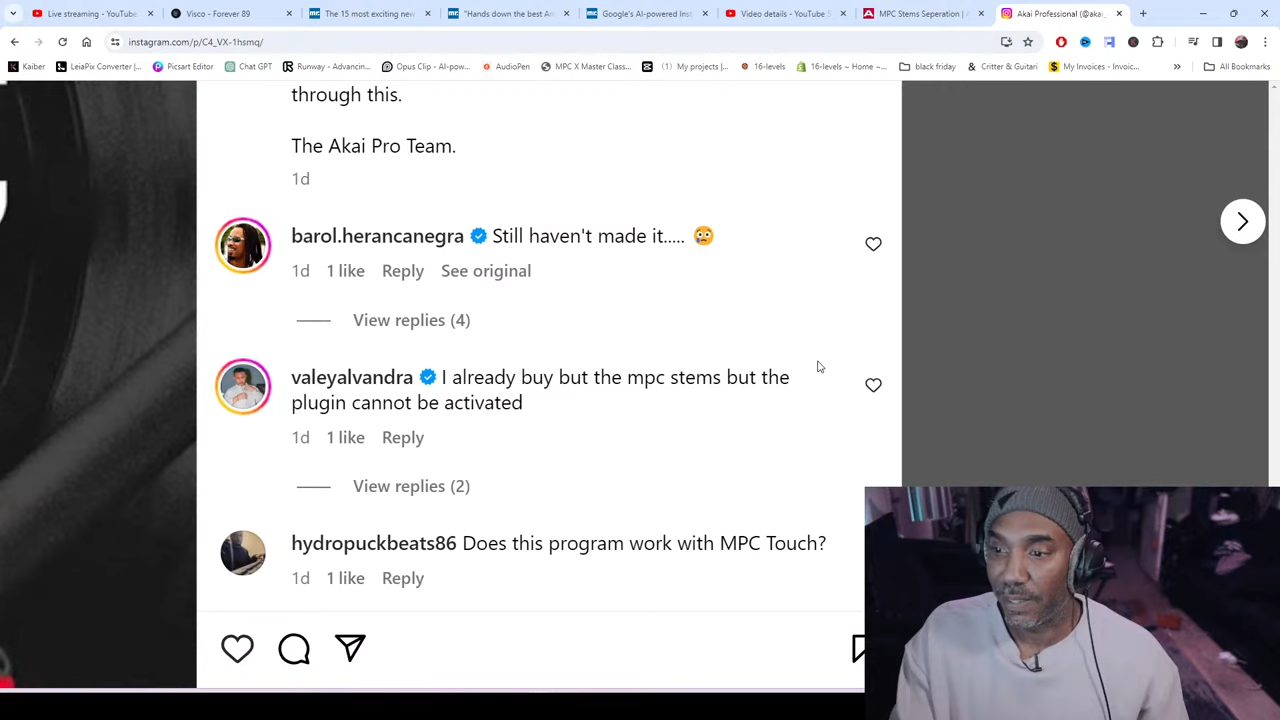 Live streaming - YouTube
Visco - Forever 89
The 15 most exciting new
"Hands down the best An
Google's AI-powered Inst
Video details - YouTube S
MPC Stems Seperation | A
Akai Professional (@akai_
instagram.com/p/C4_VX-1hsmq/
Kaiber
LeiaPix Converter |...
Picsart Editor
Chat GPT
Runway - Advancin...
Opus Clip - AI-pow...
AudioPen
MPC X Master Class...
(1) My projects |...
16-levels
16-levels ~ Home ~...
black friday
Critter & Guitari
My Invoices - Invoic...
All Bookmarks
through this.
The Akai Pro Team.
1d
barol.herancanegra Still haven't made it..... 😢
1d 1 like Reply See original
View replies (4)
valeyalvandra I already buy but the mpc stems but the
plugin cannot be activated
1d 1 like Reply
View replies (2)
hydropuckbeats86 Does this program work with MPC Touch?
1d 1 like Reply